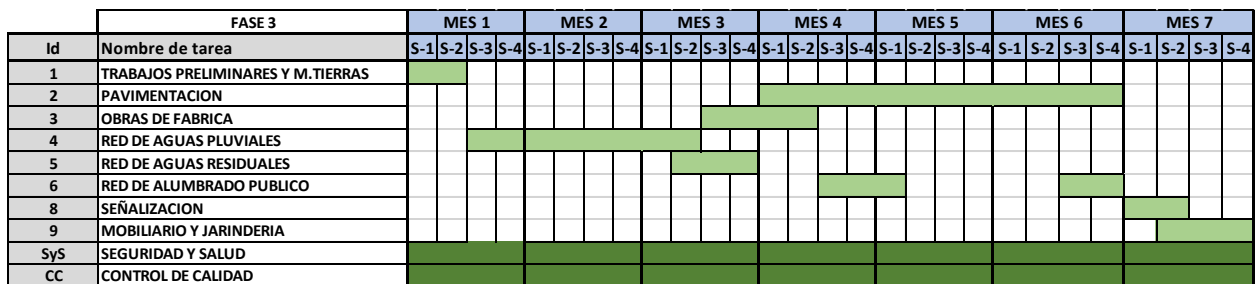 FASE 3 MES 1 MES 2 MES 3 MES 4 MES 5 MES 6 MES 7
Id Nombre de tarea S-1 S-2 S-3 S-4 S-1 S-2 S-3 S-4 S-1 S-2 S-3 S-4 S-1 S-2 S-3 S-4 S-1 S-2 S-3 S-4 S-1 S-2 S-3 S-4 S-1 S-2 S-3 S-4
1 TRABAJOS PRELIMINARES Y M.TIERRAS
2 PAVIMENTACION
3 OBRAS DE FABRICA
4 RED DE AGUAS PLUVIALES
5 RED DE AGUAS RESIDUALES
6 RED DE ALUMBRADO PUBLICO
8 SEÑALIZACION
9 MOBILIARIO Y JARINDERIA
SyS SEGURIDAD Y SALUD
CC CONTROL DE CALIDAD